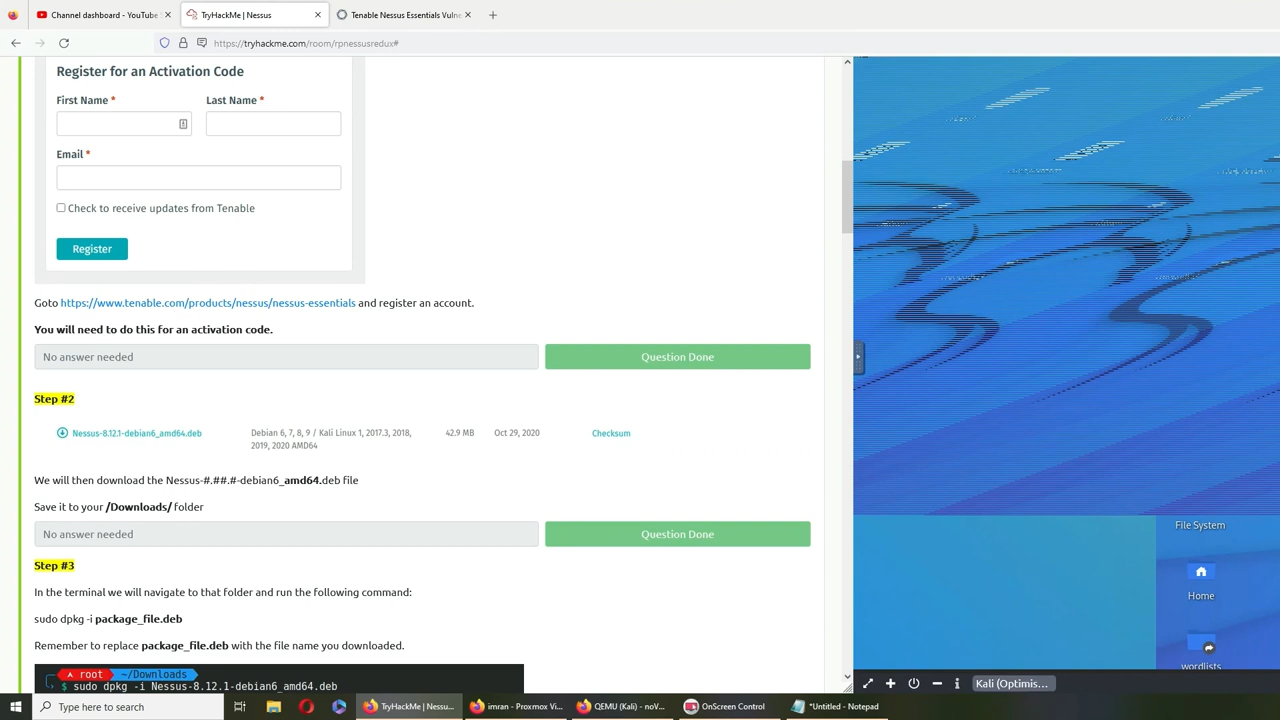 Channel dashboard - YouTube S
TryHackMe | Nessus
Tenable Nessus Essentials Vulne
https://tryhackme.com/room/rpnessusredux#
Register for an Activation Code
First Name *
Last Name *
Email *
Check to receive updates from Tenable
Register
Goto https://www.tenable.com/products/nessus/nessus-essentials and register an account.
You will need to do this for an activation code.
No answer needed
Question Done
Step #2
Nessus-8.12.1-debian6_amd64.deb
Debian 6, 7, 8, 9 / Kali Linux 1, 2017.3, 2018,
2019, 2020 AMD64
42.9 MB
Oct 29, 2020
Checksum
We will then download the Nessus-#.##.#-debian6_amd64.deb file
Save it to your /Downloads/ folder
No answer needed
Question Done
Step #3
In the terminal we will navigate to that folder and run the following command:
sudo dpkg -i package_file.deb
Remember to replace package_file.deb with the file name you downloaded.
root ~/Downloads
$ sudo dpkg -i Nessus-8.12.1-debian6_amd64.deb
File System
Home
wordlists
Kali (Optimis...
Type here to search
TryHackMe | Nessu...
imran - Proxmox Vi...
QEMU (Kali) - noV...
OnScreen Control
*Untitled - Notepad